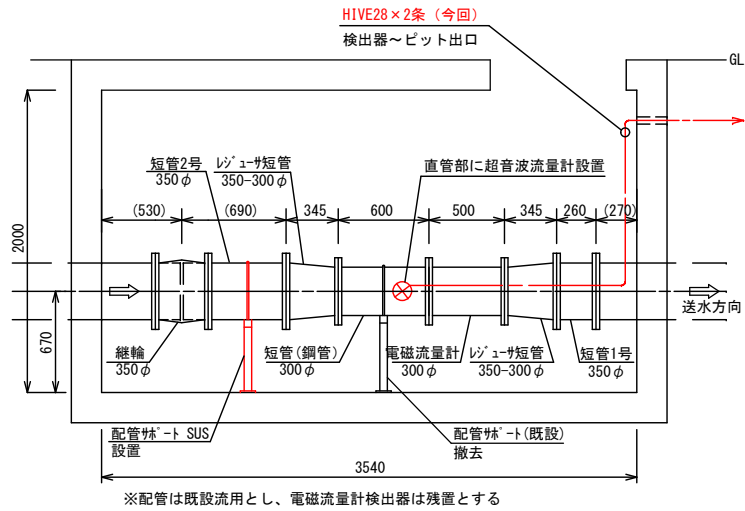 HIVE28×2条（今回）
検出器～ピット出口
GL
短管2号
350φ
ﾚｼﾞｭｰｻ短管
350-300φ
直管部に超音波流量計設置
(530)
(690)
345
600
500
345
260
(270)
2000
670
送水方向
継輪
350φ
短管(鋼管)
300φ
電磁流量計
300φ
ﾚｼﾞｭｰｻ短管
350-300φ
短管1号
350φ
配管ｻﾎﾟｰﾄ SUS
設置
配管ｻﾎﾟｰﾄ(既設)
撤去
3540
※配管は既設流用とし、電磁流量計検出器は残置とする